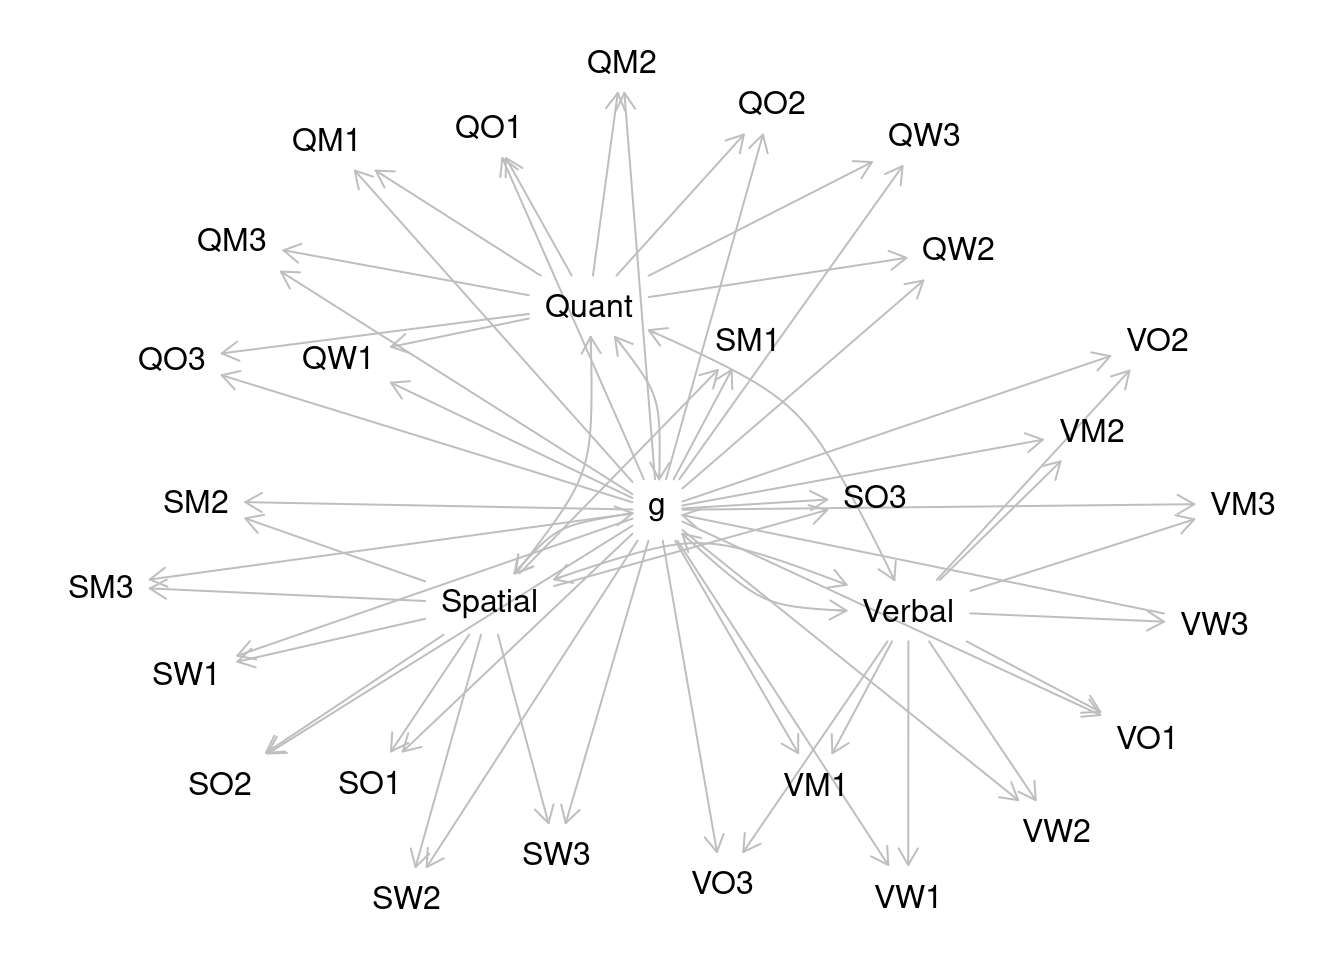 QM2
QO2
QO1
QW3
QM1
QM3
QW2
Quant
SM1
VO2
QO3
QW1
VM2
SM2
g
SO3
VM3
SM3
Spatial
Verbal
VW3
SW1
VO1
SO2
SO1
VM1
VW2
SW3
VO3
SW2
VW1